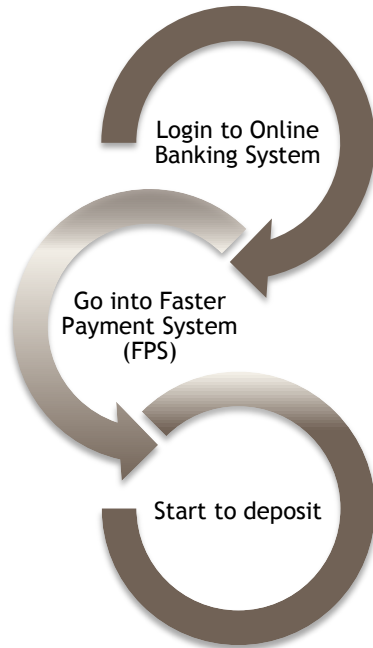 Login to Online
Banking System
Go into Faster
Payment System
(FPS)
Start to deposit